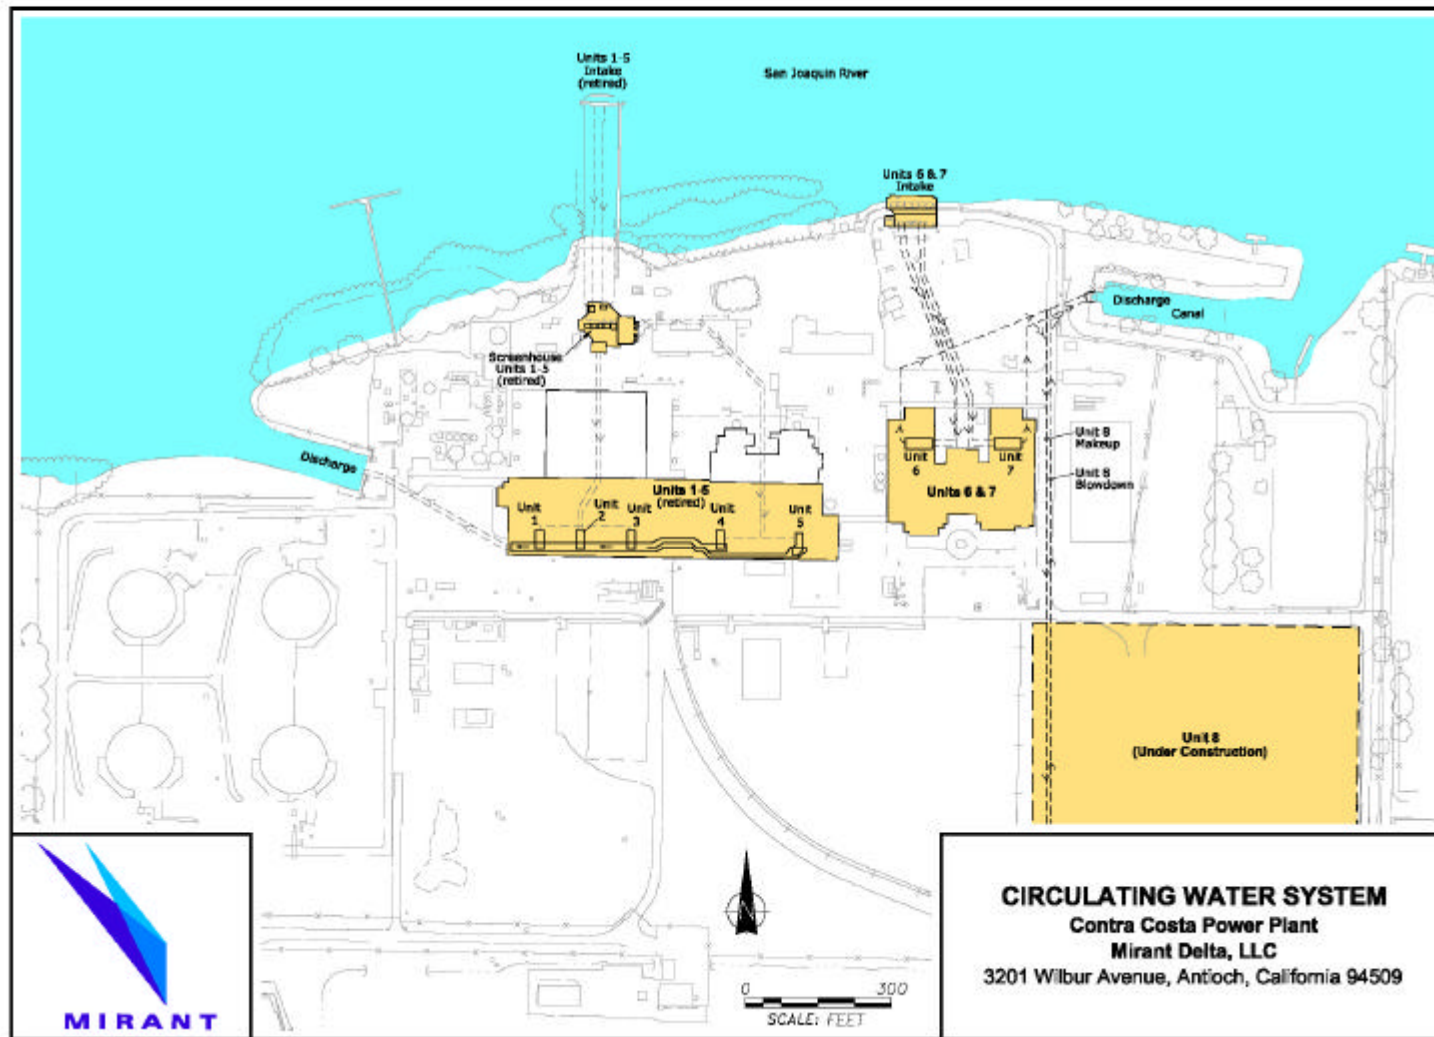 Units 1-5
Intake
(retired)
San Joaquin River
Units 6 & 7
Intake
Discharge
Canal
Screenhouse
Units 1-5
(retired)
Discharge
Units 1-5
(retired)
Unit
1
Unit
2
Unit
3
Unit
4
Unit
5
Unit
6
Unit
7
Units 6 & 7
Unit 8
Makeup
Unit 8
Blowdown
Unit 8
(Under Construction)
N
0 300
SCALE: FEET
MIRANT
CIRCULATING WATER SYSTEM
Contra Costa Power Plant
Mirant Delta, LLC
3201 Wilbur Avenue, Antioch, California 94509